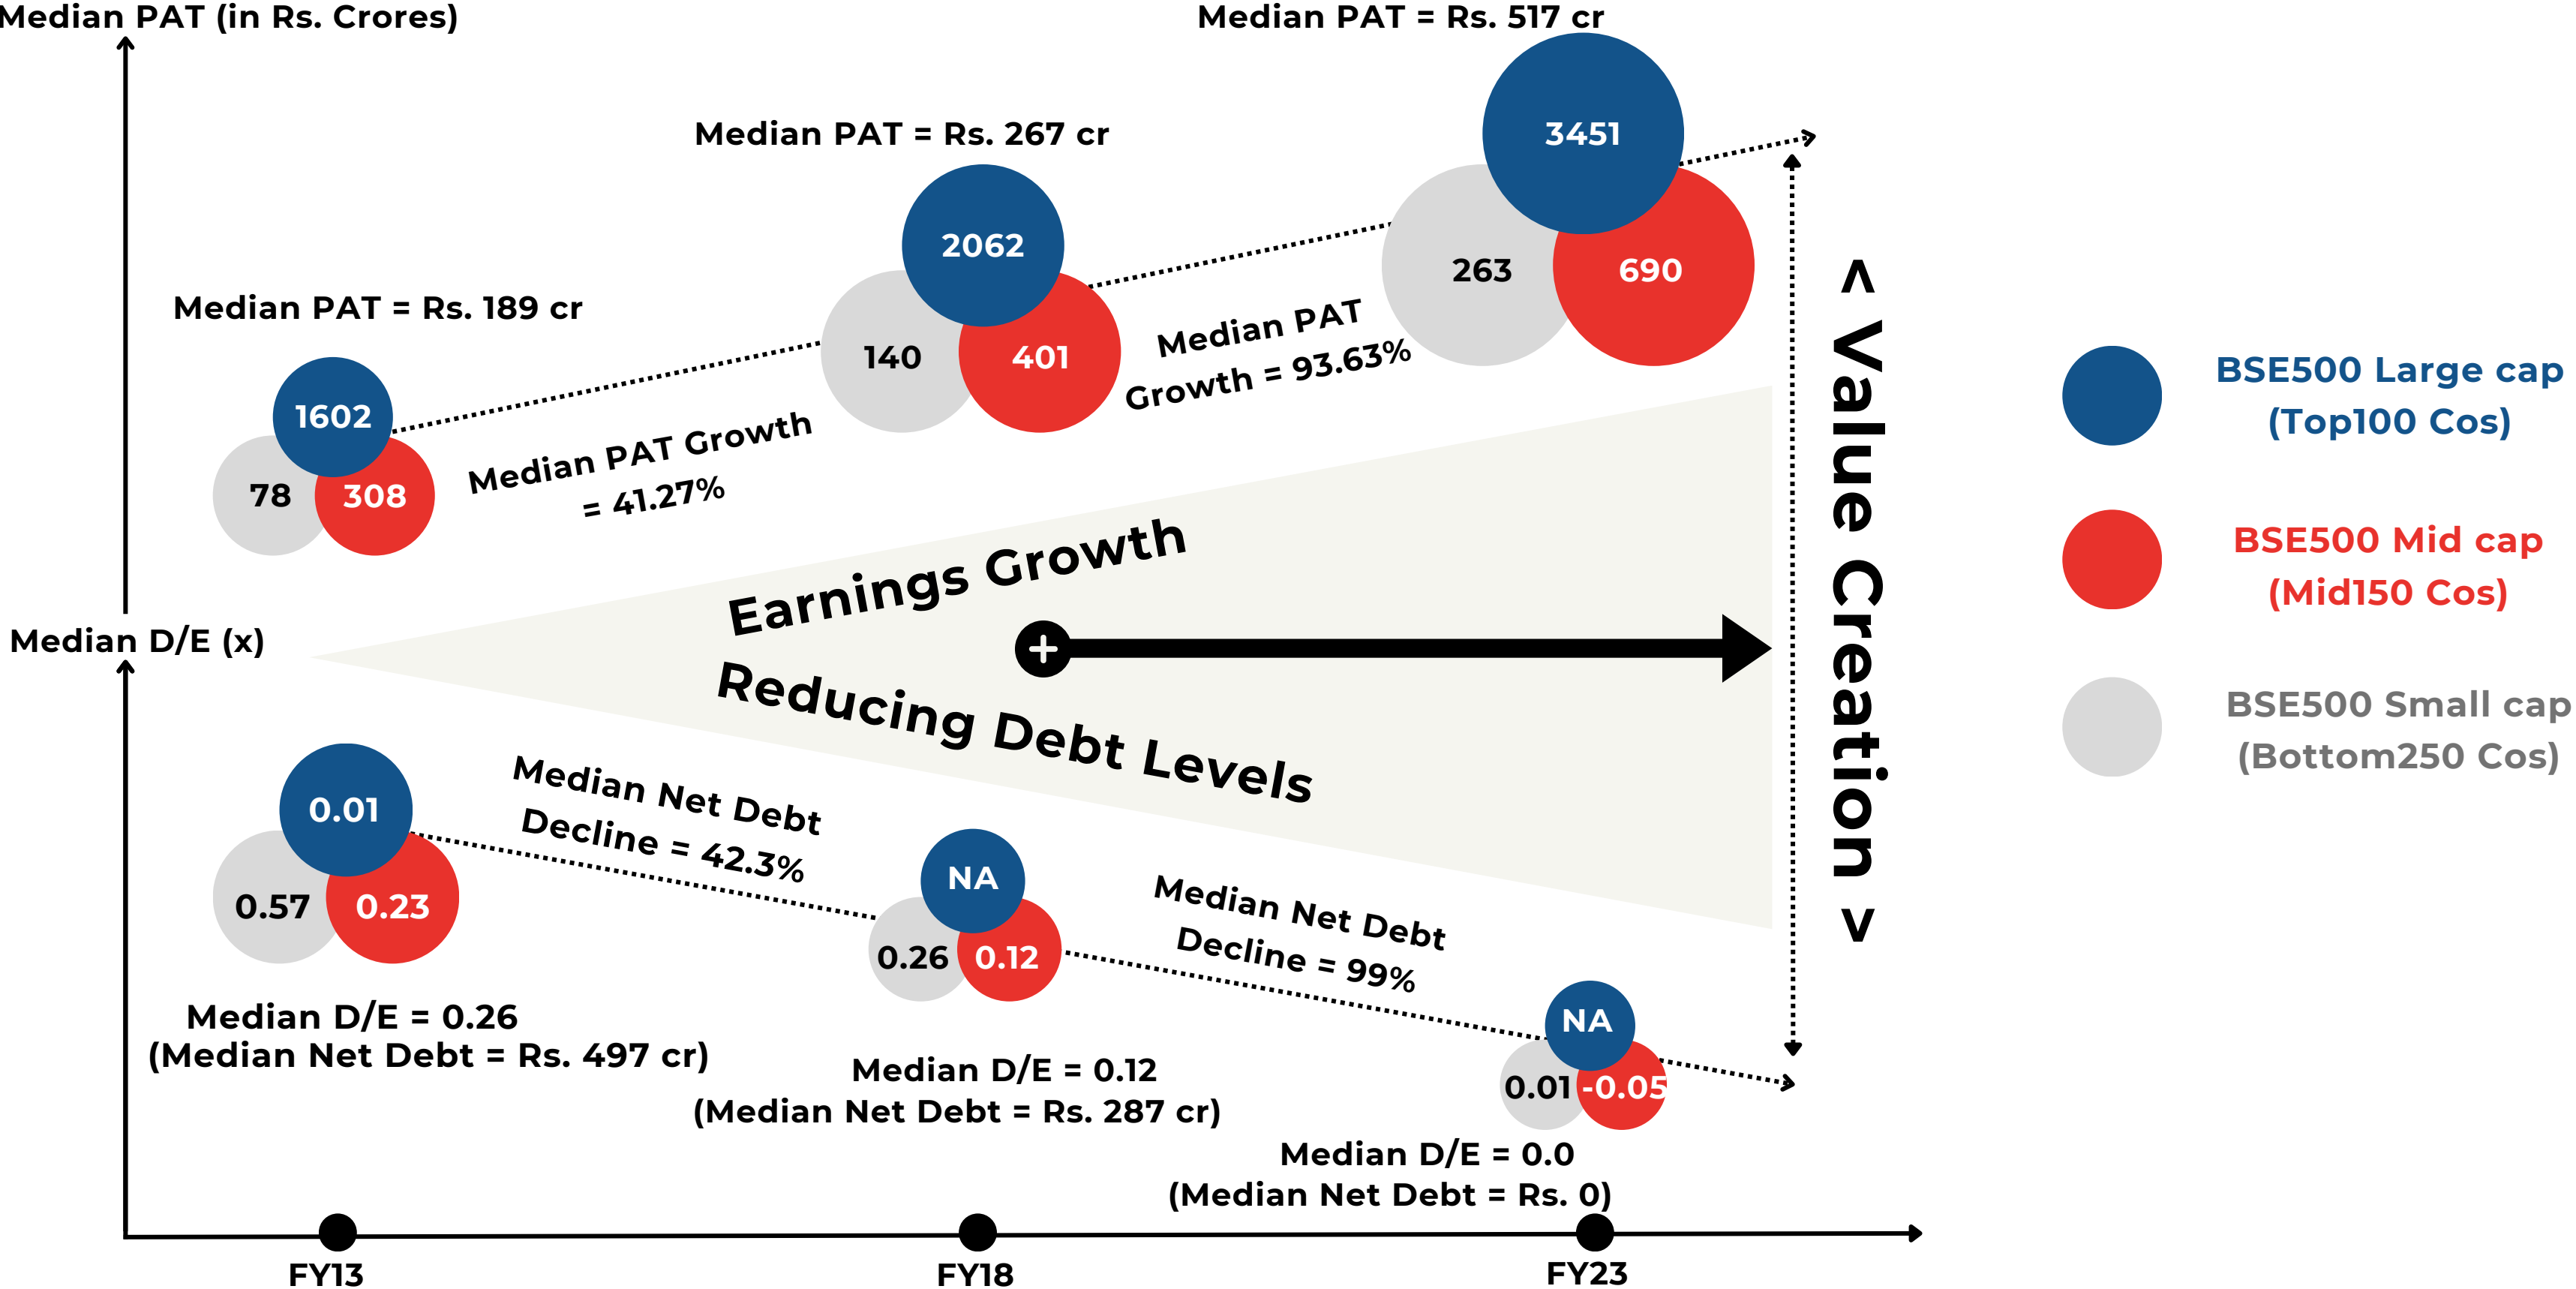 Median PAT (in Rs. Crores)
Median PAT = Rs. 517 cr
3451
263
690
Median PAT = Rs. 267 cr
2062
140
401
Median PAT = Rs. 189 cr
1602
78
308
Median PAT Growth
= 41.27%
Median PAT
Growth = 93.63%
Earnings Growth
+
Reducing Debt Levels
< Value Creation >
BSE500 Large cap
(Top100 Cos)
BSE500 Mid cap
(Mid150 Cos)
BSE500 Small cap
(Bottom250 Cos)
Median D/E (x)
0.01
0.57
0.23
Median Net Debt
Decline = 42.3%
NA
0.26
0.12
Median Net Debt
Decline = 99%
NA
0.01
-0.05
Median D/E = 0.26
(Median Net Debt = Rs. 497 cr)
Median D/E = 0.12
(Median Net Debt = Rs. 287 cr)
Median D/E = 0.0
(Median Net Debt = Rs. 0)
FY13
FY18
FY23